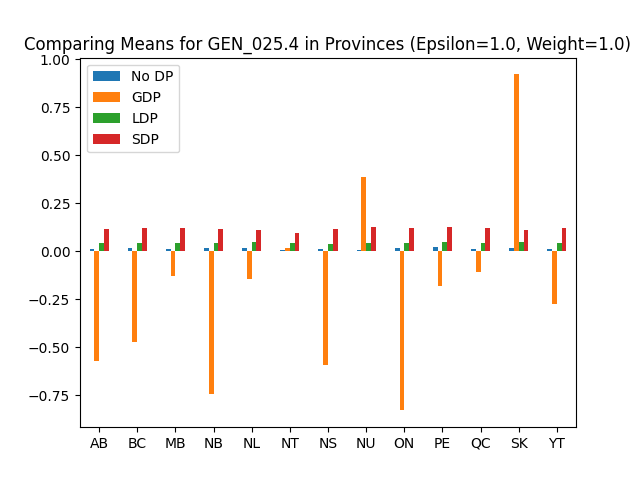 Comparing Means for GEN_025.4 in Provinces (Epsilon=1.0, Weight=1.0)
1.00
0.75
0.50
0.25
0.00
−0.25
−0.50
−0.75
No DP
GDP
LDP
SDP
AB BC MB NB NL NT NS NU ON PE QC SK YT